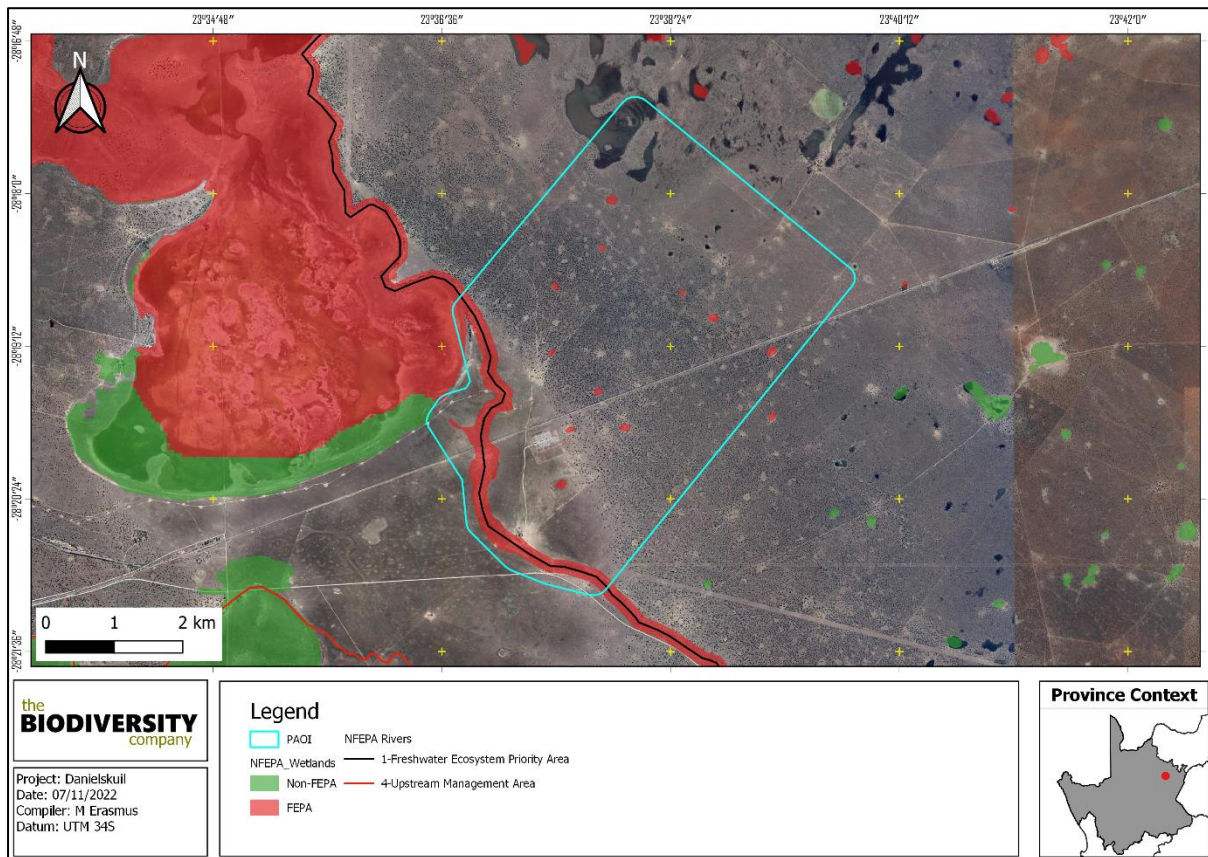 23°34'48" 23°36'36" 23°38'24" 23°40'12" 23°42'0"
-28°16'48"
N
-28°18'0"
-28°19'12"
-28°20'24"
-28°21'36"
0 1 2 km
the
BIODIVERSITY
company
Project: Danielskuil
Date: 07/11/2022
Compiler: M Erasmus
Datum: UTM 34S
Legend
PAOI
NFEPA_Wetlands
Non-FEPA
FEPA
NFEPA Rivers
1-Freshwater Ecosystem Priority Area
4-Upstream Management Area
Province Context